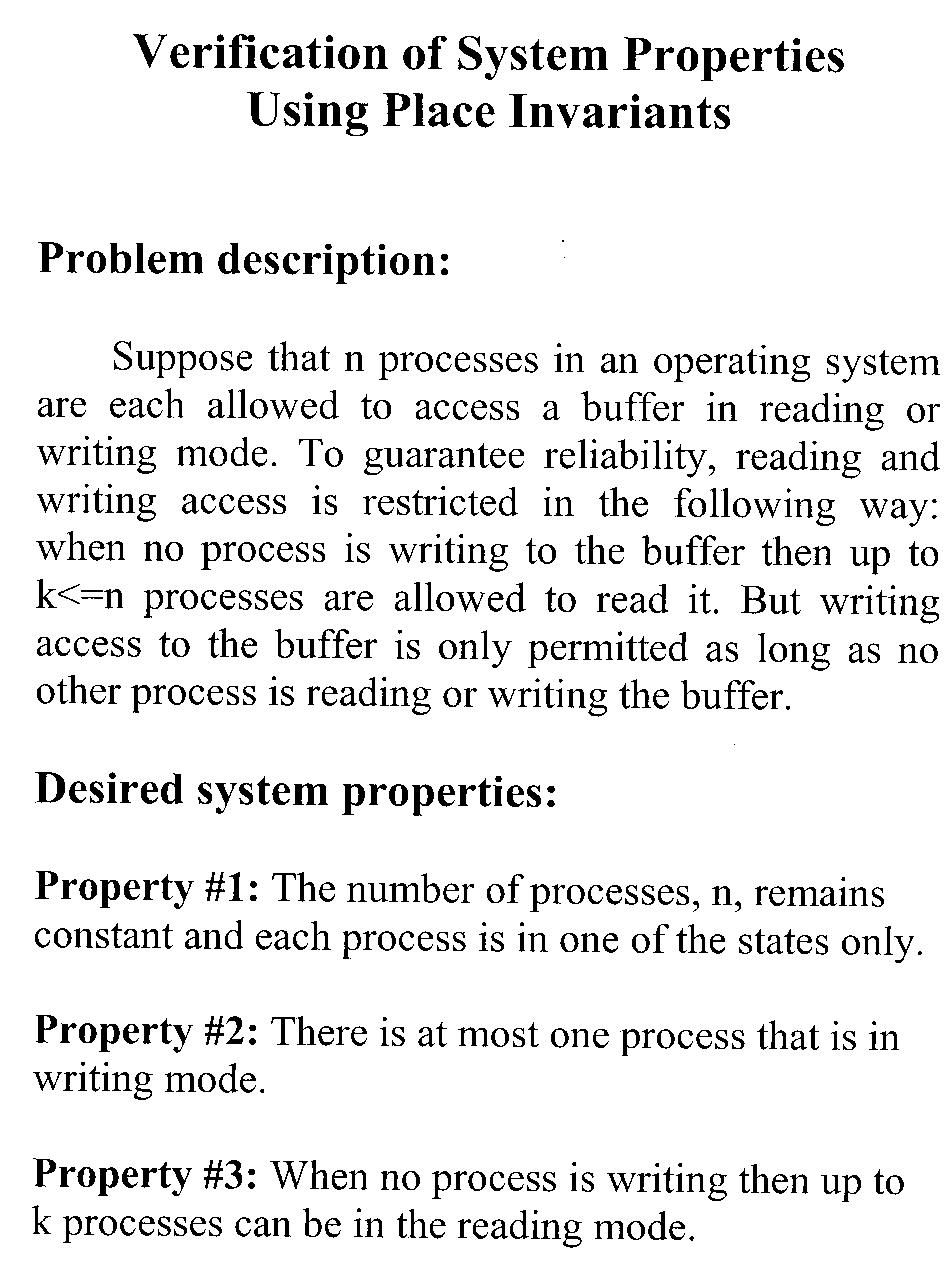 Verification of System Properties
Using Place Invariants
Problem description:
Suppose that n processes in an operating system
are each allowed to access a buffer in reading or
writing mode. To guarantee reliability, reading and
writing access is restricted in the following way:
when no process is writing to the buffer then up to
k<=n processes are allowed to read it. But writing
access to the buffer is only permitted as long as no
other process is reading or writing the buffer.
Desired system properties:
Property #1: The number of processes, n, remains
constant and each process is in one of the states only.
Property #2: There is at most one process that is in
writing mode.
Property #3: When no process is writing then up to
k processes can be in the reading mode.